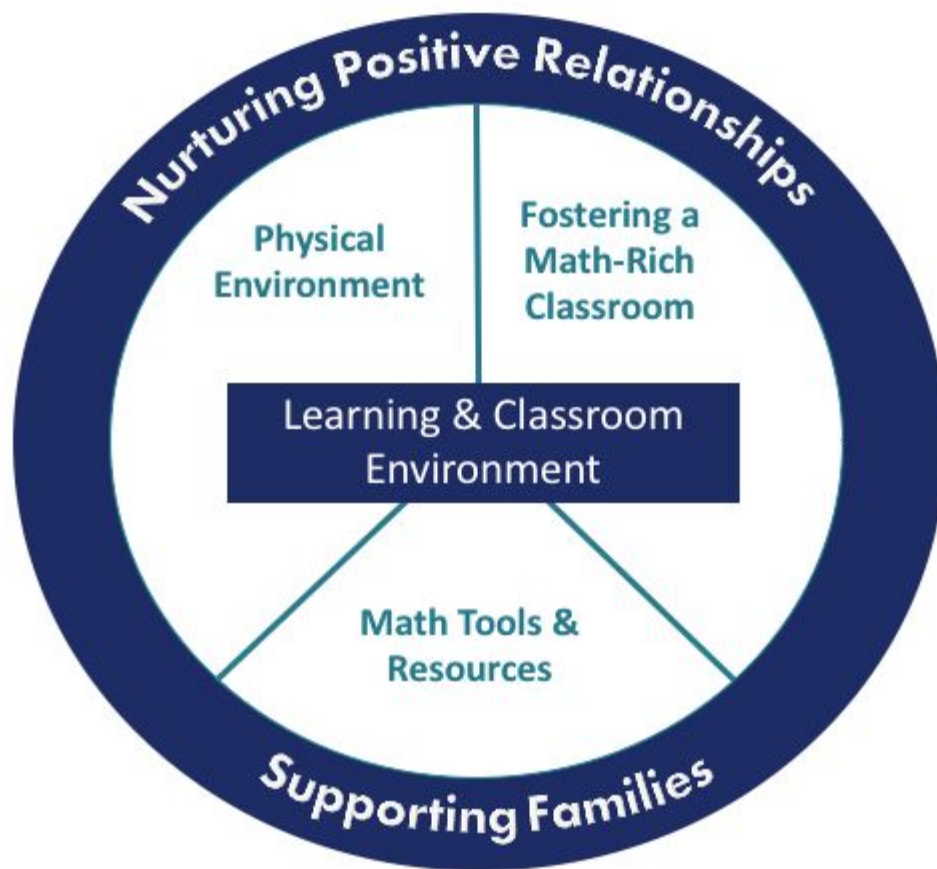 Nurturing Positive Relationships
Physical
Environment
Fostering a
Math-Rich
Classroom
Learning & Classroom
Environment
Math Tools &
Resources
Supporting Families